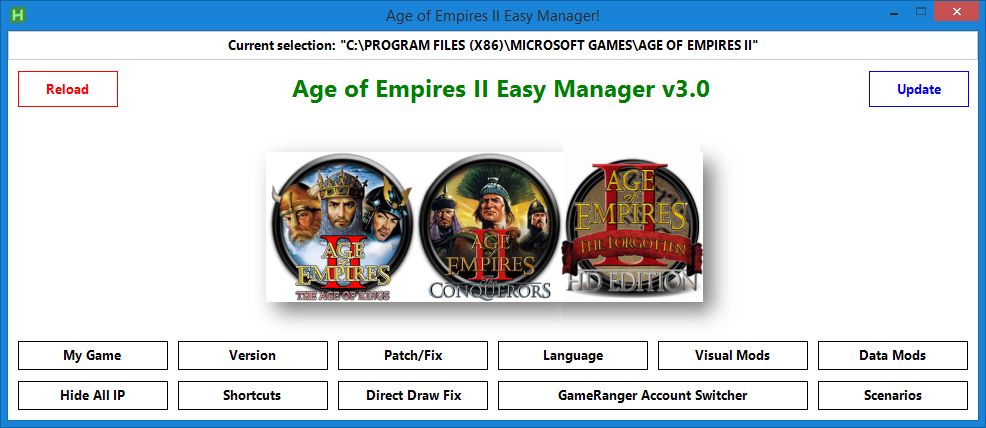 Age of Empires II Easy Manager!
Current selection: "C:\PROGRAM FILES (X86)\MICROSOFT GAMES\AGE OF EMPIRES II"
Reload
Age of Empires II Easy Manager v3.0
Update
II
AGE
of
EMPIRES
THE AGE OF KINGS
II
AGE
of
EMPIRES
The
CONQUERORS
II
AGE
of
EMPIRES
THE FORGOTTEN
HD EDITION
My Game
Version
Patch/Fix
Language
Visual Mods
Data Mods
Hide All IP
Shortcuts
Direct Draw Fix
GameRanger Account Switcher
Scenarios